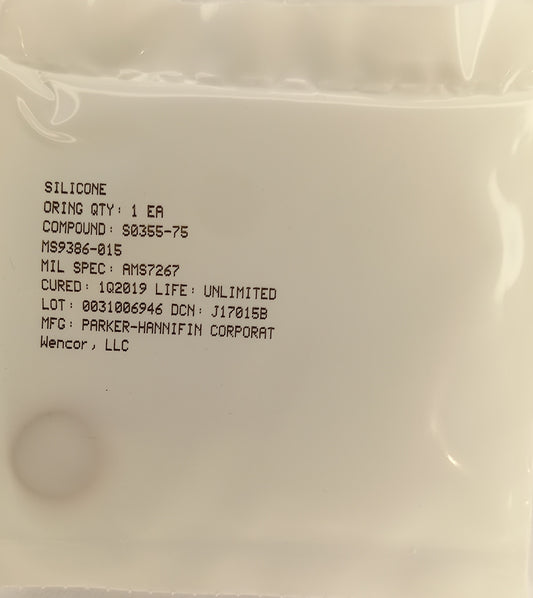 SILICONE
ORING QTY: 1 EA
COMPOUND: S0355-75
MS9386-015
MIL SPEC: AMS7267
CURED: 1Q2019 LIFE: UNLIMITED
LOT: 0031006946 DCN: J17015B
MFG: PARKER-HANNIFIN CORPORAT
Wencor, LLC